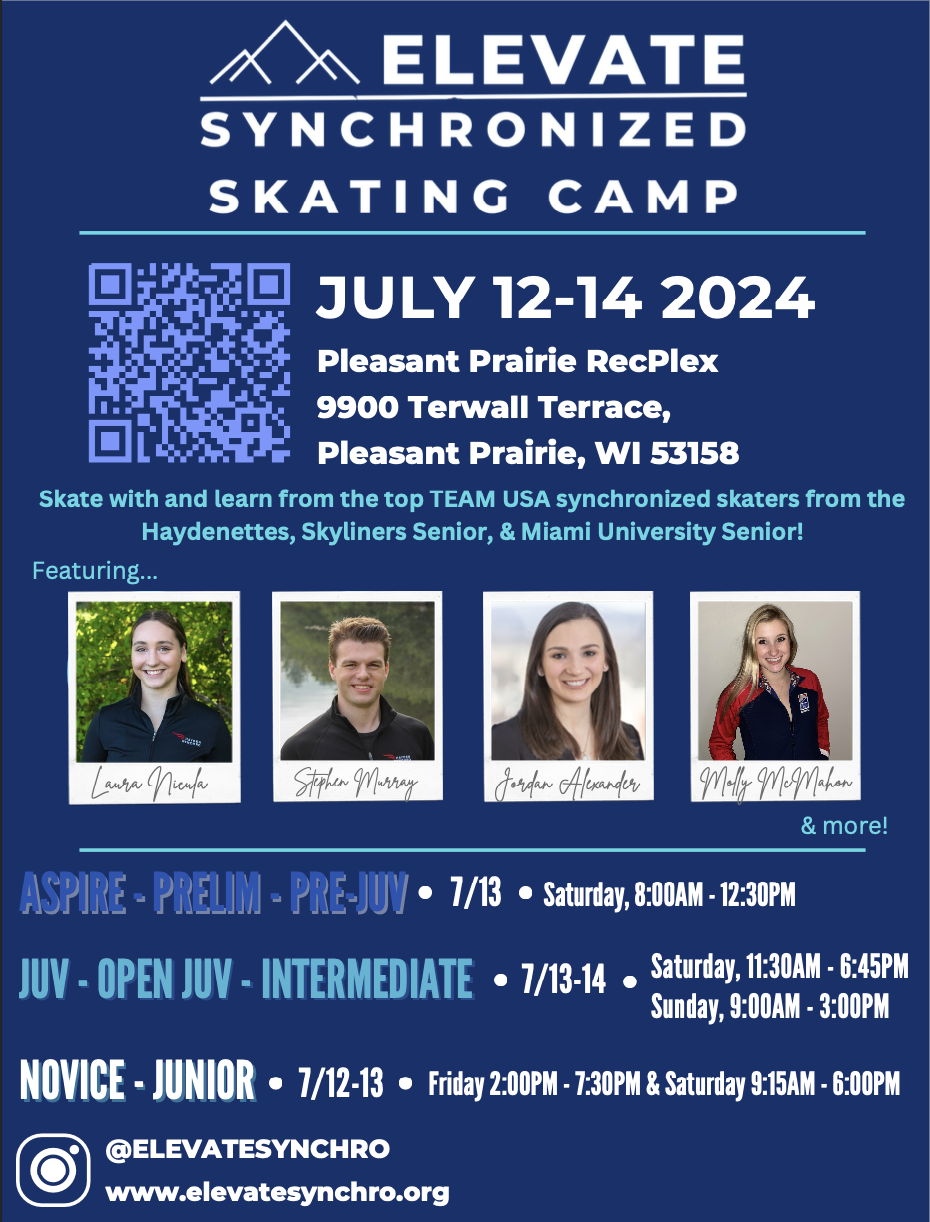 ELEVATE
SYNCHRONIZED
SKATING CAMP
JULY 12-14 2024
Pleasant Prairie RecPlex
9900 Terwall Terrace,
Pleasant Prairie, WI 53158
Skate with and learn from the top TEAM USA synchronized skaters from the
Haydenettes, Skyliners Senior, & Miami University Senior!
Featuring...
Laura Nicula
Stephen Murray
Jordan Alexander
Molly McMahon
& more!
ASPIRE - PRELIM - PRE-JUV • 7/13 • Saturday, 8:00AM - 12:30PM
JUV - OPEN JUV - INTERMEDIATE • 7/13-14 • Saturday, 11:30AM - 6:45PM
Sunday, 9:00AM - 3:00PM
NOVICE - JUNIOR • 7/12-13 • Friday 2:00PM - 7:30PM & Saturday 9:15AM - 6:00PM
@ELEVATESYNCHRO
www.elevatesynchro.org